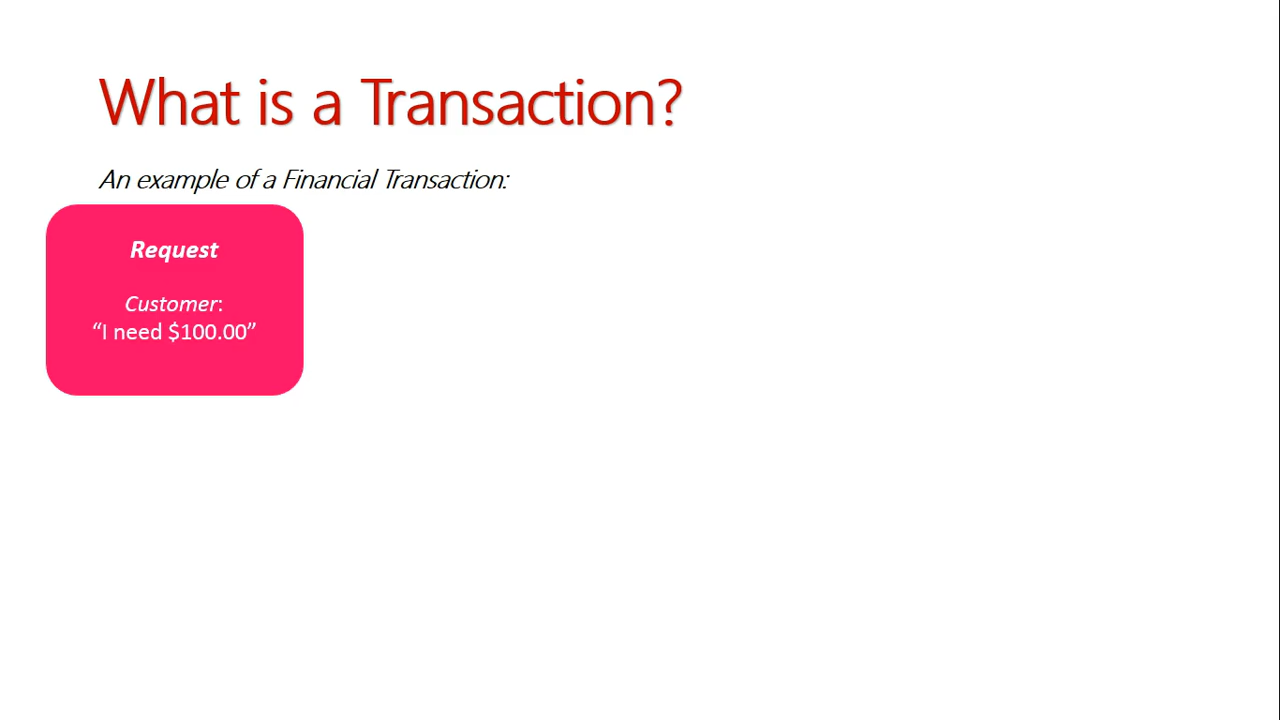 What is a Transaction?
An example of a Financial Transaction:
Request
Customer:
“I need $100.00”